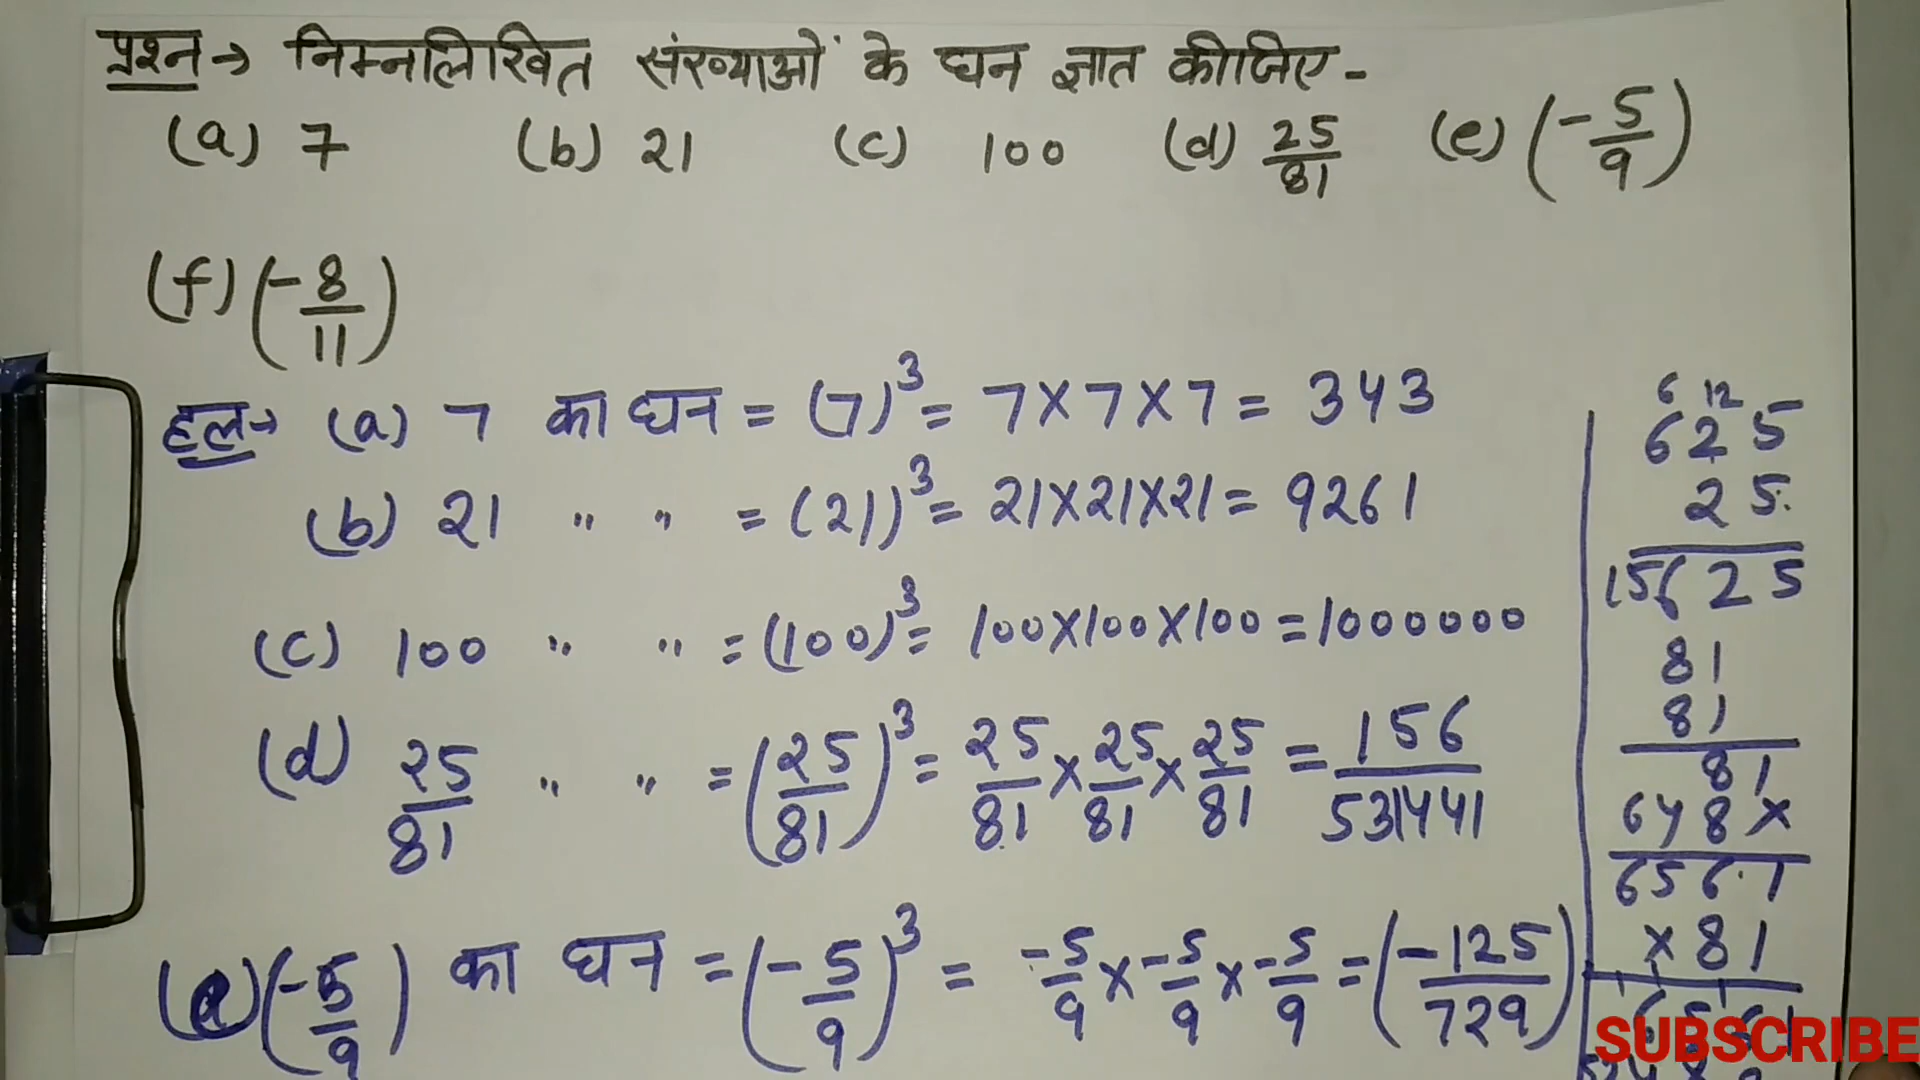 प्रश्न → निम्नलिखित संख्याओं के घन ज्ञात कीजिए -
(a) 7 (b) 21 (c) 100 (d) 25/81 (e) (-5/9)
(f) (-8/11)
हल → (a) 7 का घन = (7)³ = 7×7×7 = 343
(b) 21 " " = (21)³ = 21×21×21 = 9261
(c) 100 " " = (100)³ = 100×100×100 = 1000000
(d) 25/81 " " = (25/81)³ = 25/81 × 25/81 × 25/81 = 156/531441
(e) (-5/9) का घन = (-5/9)³ = -5/9 × -5/9 × -5/9 = (-125/729)
6 12
625
25
15625
81
81
81
648×
6561
×81
6561
SUBSCRIBE